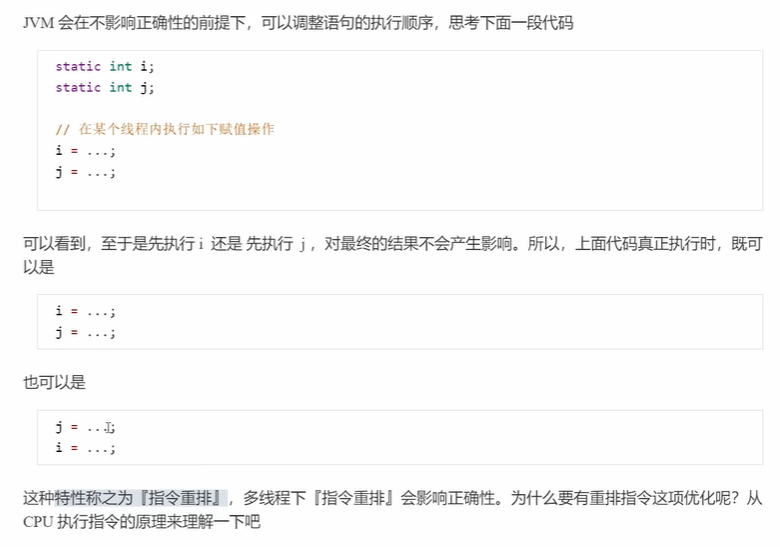 JVM 会在不影响正确性的前提下，可以调整语句的执行顺序，思考下面一段代码
static int i;
static int j;
// 在某个线程内执行如下赋值操作
i = ...;
j = ...;
可以看到，至于是先执行 i 还是 先执行 j ，对最终的结果不会产生影响。所以，上面代码真正执行时，既可
以是
i = ...;
j = ...;
也可以是
j = ...;
i = ...;
这种特性称之为『指令重排』，多线程下『指令重排』会影响正确性。为什么要有重排指令这项优化呢？从
CPU 执行指令的原理来理解一下吧